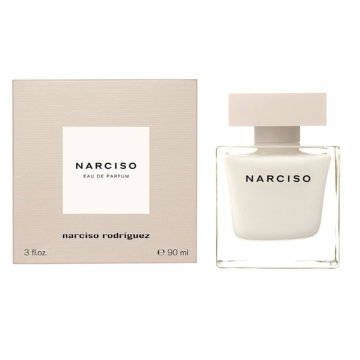 NARCISO
EAU DE PARFUM
narciso rodriguez
3 fl.oz. ℮ 90 ml
NARCISO